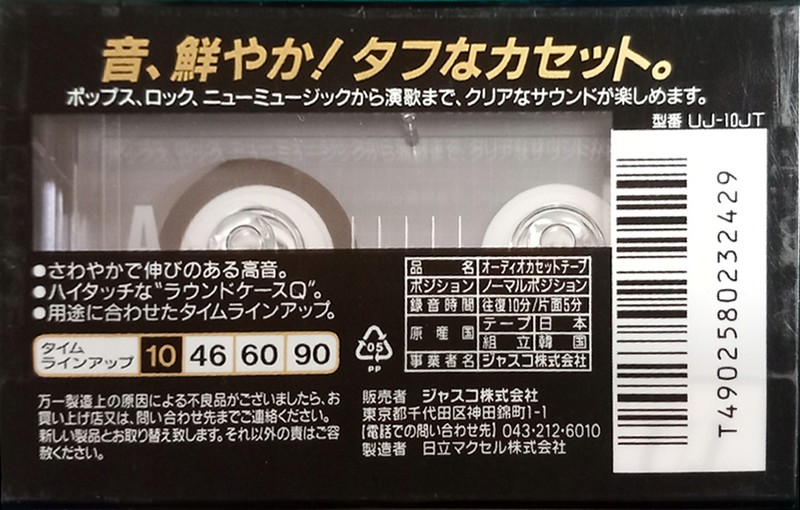 音、鮮やか!タフなカセット。
ポップス、ロック、ニューミュージックから演歌まで、クリアなサウンドが楽しめます。
型番 UJ-10JT
A
●さわやかで伸びのある高音。
●ハイタッチな“ラウンドケースQ”。
●用途に合わせたタイムラインアップ。
タイム
ラインアップ 10 46 60 90
05
PP
品名 オーディオカセットテープ
ポジション ノーマルポジション
録音時間 往復10分/片面5分
原産国 テープ 日本
組立 韓国
事業者名 ジャスコ株式会社
万一製造上の原因による不良品がございましたら、お
買い上げ店又は、問い合わせ先までご連絡ください。
新しい製品とお取り替え致します。それ以外の責はご容
赦ください。
販売者 ジャスコ株式会社
東京都千代田区神田錦町1-1
【電話での問い合わせ先】043・212・6010
製造者 日立マクセル株式会社
T4902580232429